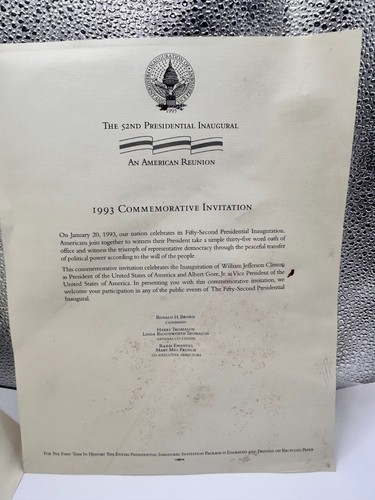 1993
THE 52ND PRESIDENTIAL INAUGURAL
AN AMERICAN REUNION
1993 COMMEMORATIVE INVITATION
On January 20, 1993, our nation celebrates its Fifty-Second Presidential Inauguration.
Americans join together to witness their President take a simple thirty-five word oath of
office and witness the triumph of representative democracy through the peaceful transfer
of political power according to the will of the people.
This commemorative invitation celebrates the Inauguration of William Jefferson Clinton
as President of the United States of America and Albert Gore, Jr. as Vice President of the
United States of America. In presenting you with this commemorative invitation, we
welcome your participation in any of the public events of The Fifty-Second Presidential
Inaugural.
RONALD H. BROWN
CHAIRMAN
HARRY THOMASON
LINDA BLOODWORTH THOMASON
GENERAL CO-CHAIRS
RAHM EMANUEL
MARY MEL FRENCH
CO-EXECUTIVE DIRECTORS
FOR THE FIRST TIME IN HISTORY THE ENTIRE PRESIDENTIAL INAUGURAL INVITATION PACKAGE IS ENGRAVED AND PRINTED ON RECYCLED PAPER